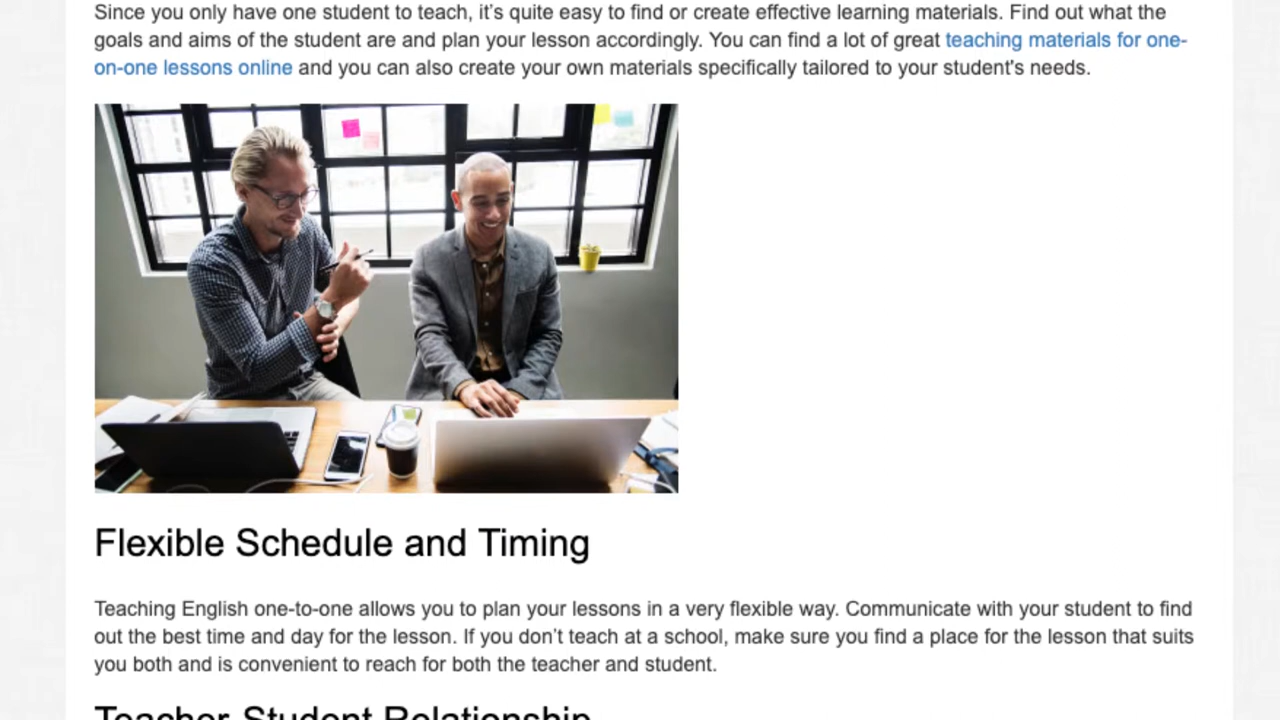 Since you only have one student to teach, it’s quite easy to find or create effective learning materials. Find out what the
goals and aims of the student are and plan your lesson accordingly. You can find a lot of great teaching materials for one-
on-one lessons online and you can also create your own materials specifically tailored to your student's needs.
Flexible Schedule and Timing
Teaching English one-to-one allows you to plan your lessons in a very flexible way. Communicate with your student to find
out the best time and day for the lesson. If you don’t teach at a school, make sure you find a place for the lesson that suits
you both and is convenient to reach for both the teacher and student.
Teacher-Student Relationship